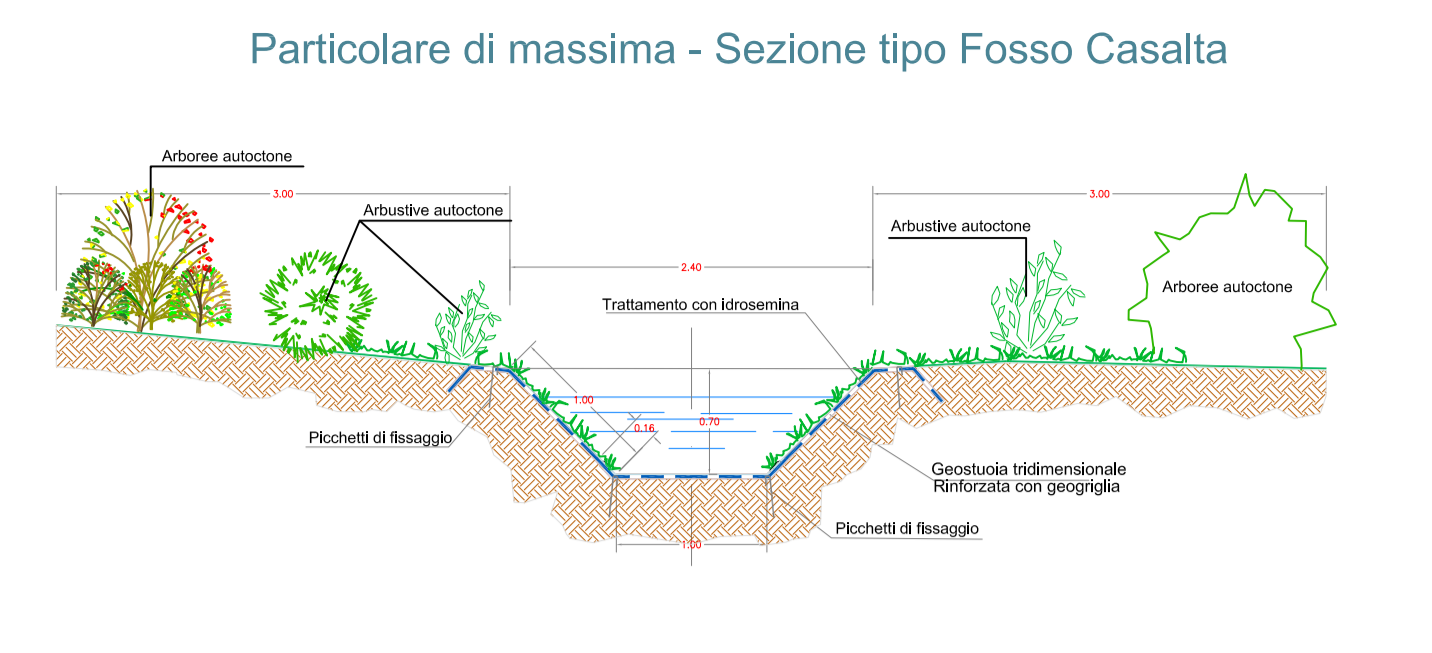 Particolare di massima - Sezione tipo Fosso Casalta
Arboree autoctone
3.00
3.00
Arbustive autoctone
Arbustive autoctone
2.40
Arboree autoctone
Trattamento con idrosemina
1.00
0.16
0.70
Picchetti di fissaggio
Geostuoia tridimensionale
Rinforzata con geogriglia
Picchetti di fissaggio
1.00